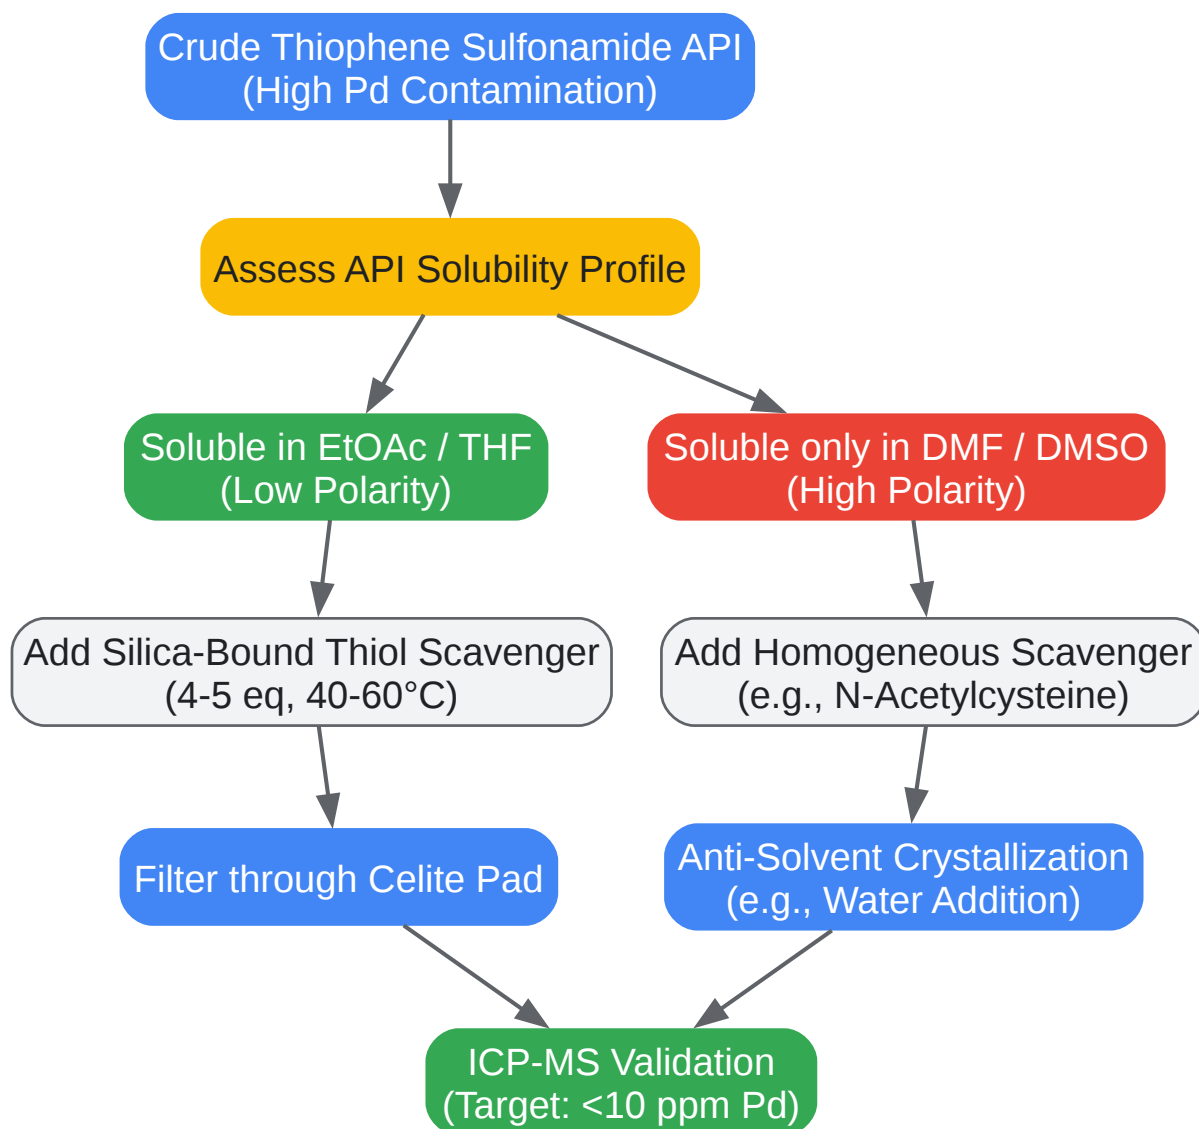 Crude Thiophene Sulfonamide API
(High Pd Contamination)
Assess API Solubility Profile
Soluble in EtOAc / THF
(Low Polarity)
Soluble only in DMF / DMSO
(High Polarity)
Add Silica-Bound Thiol Scavenger
(4-5 eq, 40-60°C)
Add Homogeneous Scavenger
(e.g., N-Acetylcysteine)
Filter through Celite Pad
Anti-Solvent Crystallization
(e.g., Water Addition)
ICP-MS Validation
(Target: <10 ppm Pd)